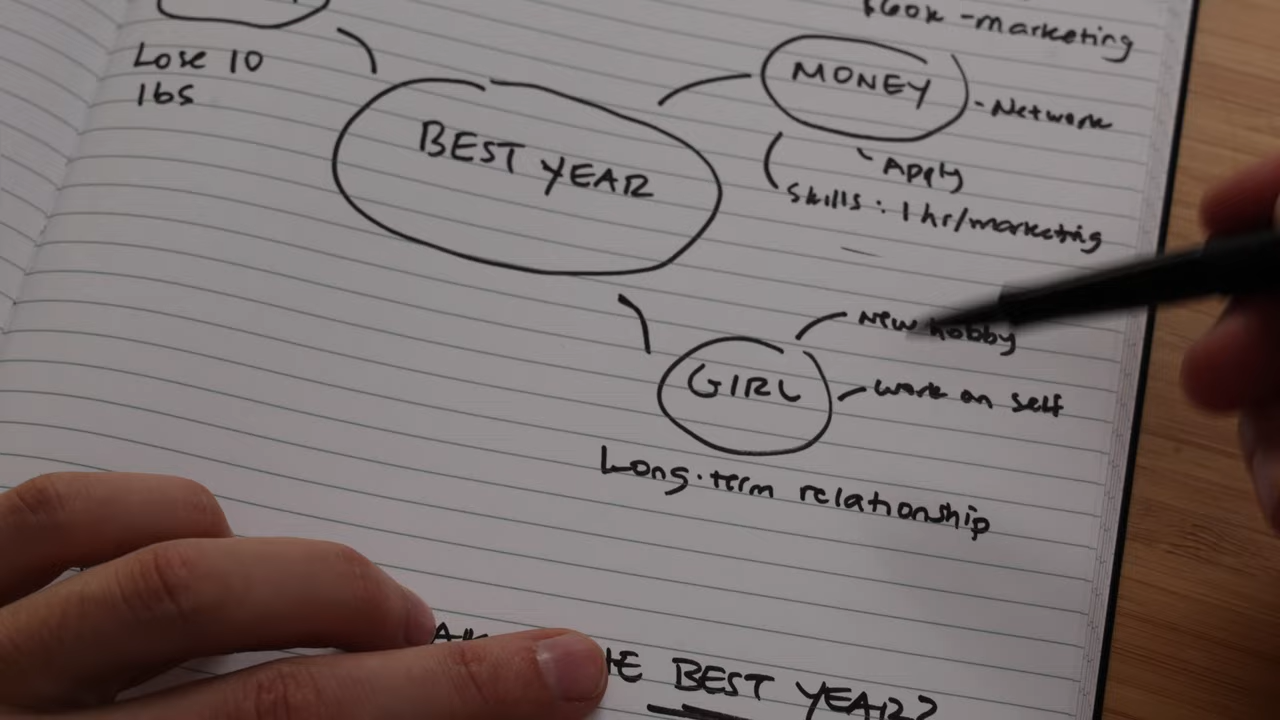 $60k - marketing
Lose 10
lbs
MONEY
- Network
BEST YEAR
Apply
Skills: 1 hr/marketing
new hobby
GIRL
work on self
Long-term relationship
BEST YEAR?